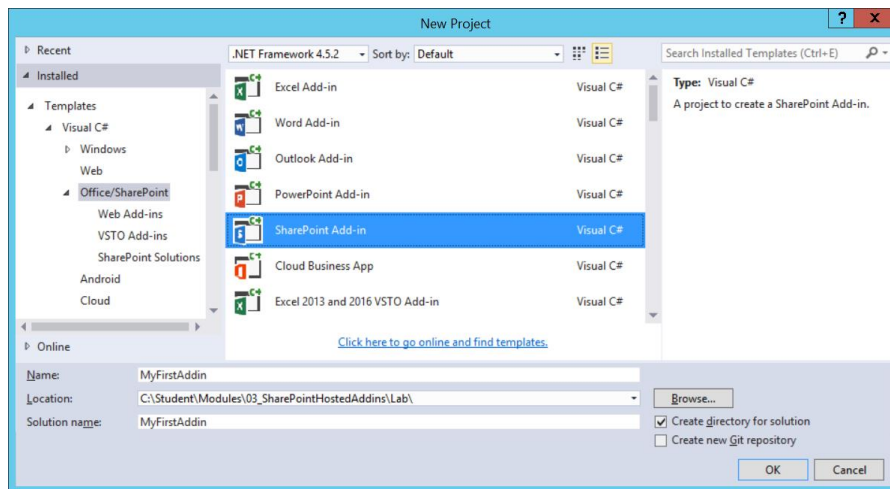 New Project
? X
Recent
Installed
Templates
Visual C#
Windows
Web
Office/SharePoint
Web Add-ins
VSTO Add-ins
SharePoint Solutions
Android
Cloud
Online
.NET Framework 4.5.2 Sort by: Default
Search Installed Templates (Ctrl+E)
Excel Add-in Visual C#
Word Add-in Visual C#
Outlook Add-in Visual C#
PowerPoint Add-in Visual C#
SharePoint Add-in Visual C#
Cloud Business App Visual C#
Excel 2013 and 2016 VSTO Add-in Visual C#
Click here to go online and find templates.
Type: Visual C#
A project to create a SharePoint Add-in.
Name: MyFirstAddin
Location: C:\Student\Modules\03_SharePointHostedAddins\Lab\
Browse...
Solution name: MyFirstAddin
Create directory for solution
Create new Git repository
OK Cancel